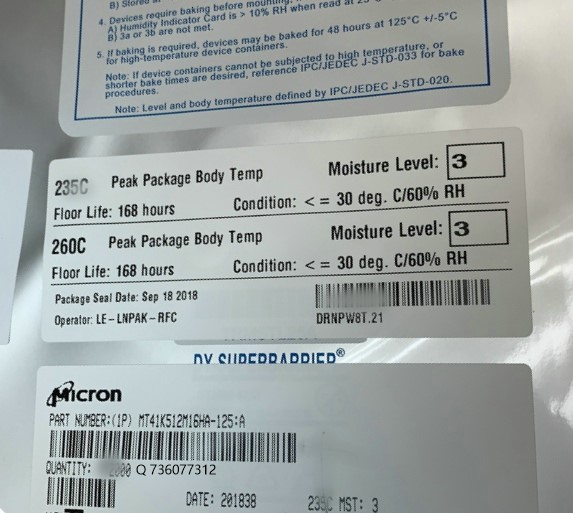 B) Stored
4. Devices require baking before mounting,
A) Humidity Indicator Card is > 10% RH when read at
B) 3a or 3b are not met.
5. If baking is required, devices may be baked for 48 hours at 125°C +/-5°C
for high-temperature device containers.
Note: If device containers cannot be subjected to high temperature, or
shorter bake times are desired, reference IPC/JEDEC J-STD-033 for bake
procedures.
Note: Level and body temperature defined by IPC/JEDEC J-STD-020.
235C Peak Package Body Temp Moisture Level: 3
Floor Life: 168 hours Condition: < = 30 deg. C/60% RH
260C Peak Package Body Temp Moisture Level: 3
Floor Life: 168 hours Condition: < = 30 deg. C/60% RH
Package Seal Date: Sep 18 2018
Operator: LE-LNPAK-RFC DRNPW8T.21
DX SUPERBARRIER®
Micron
PART NUMBER:(1P) MT41K512M16HA-125:A
QUANTITY: Q 736077312
DATE: 201838 235C MST: 3